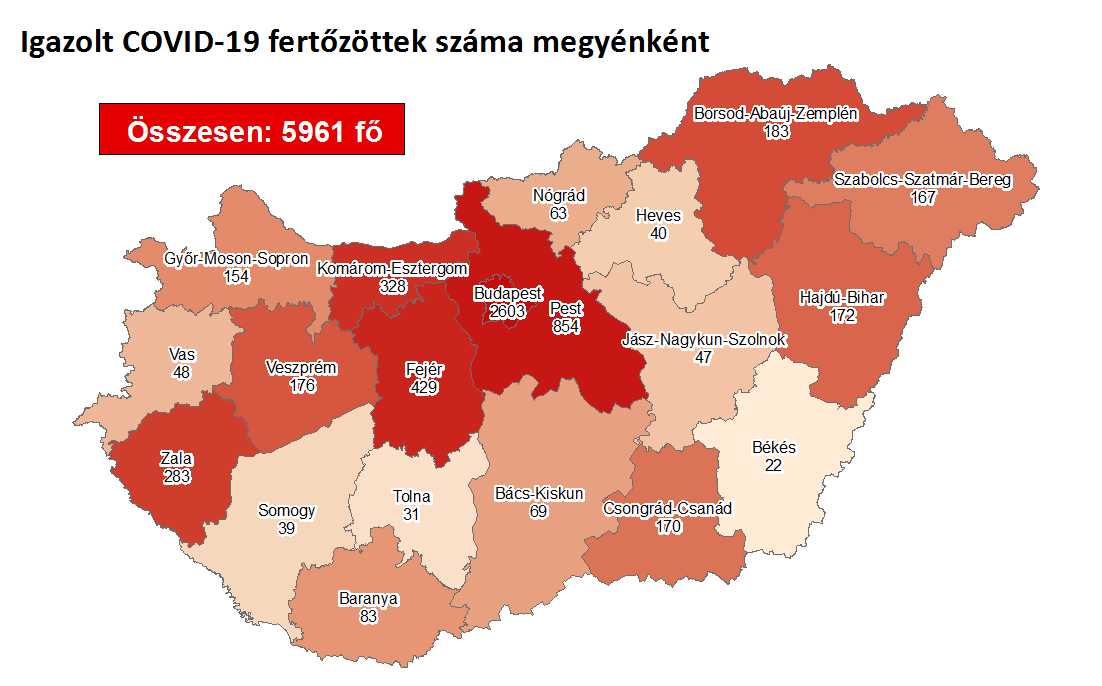 Igazolt COVID-19 fertőzöttek száma megyénként
Összesen: 5961 fő
Borsod-Abaúj-Zemplén
183
Szabolcs-Szatmár-Bereg
167
Nógrád
63
Heves
40
Győr-Moson-Sopron
154
Komárom-Esztergom
328
Budapest
2603
Pest
854
Hajdú-Bihar
172
Jász-Nagykun-Szolnok
47
Vas
48
Veszprém
176
Fejér
429
Zala
283
Békés
22
Somogy
39
Tolna
31
Bács-Kiskun
69
Csongrád-Csanád
170
Baranya
83